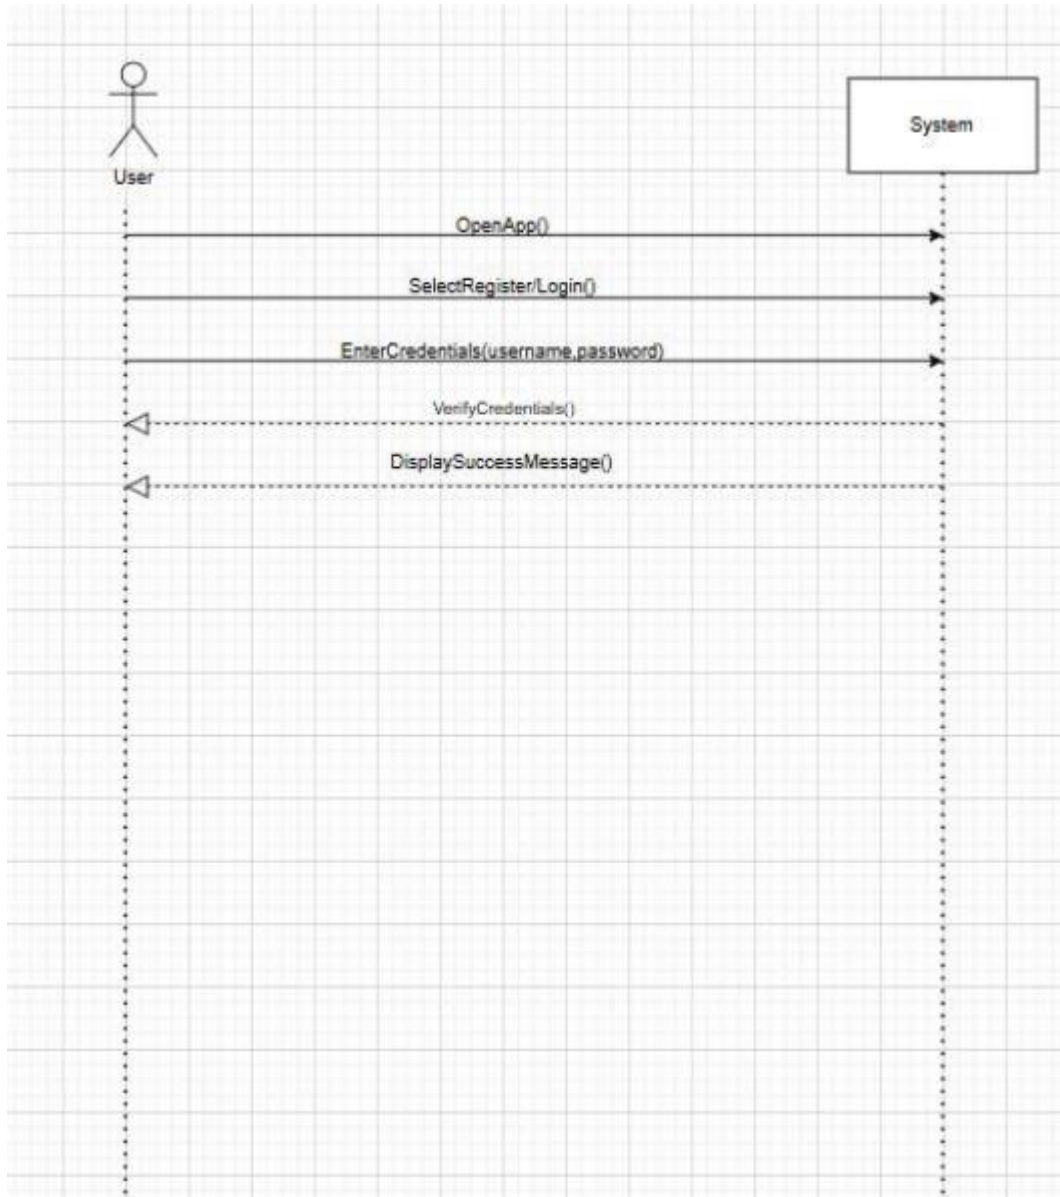 User
System
OpenApp()
SelectRegister/Login()
EnterCredentials(username,password)
VerifyCredentials()
DisplaySuccessMessage()